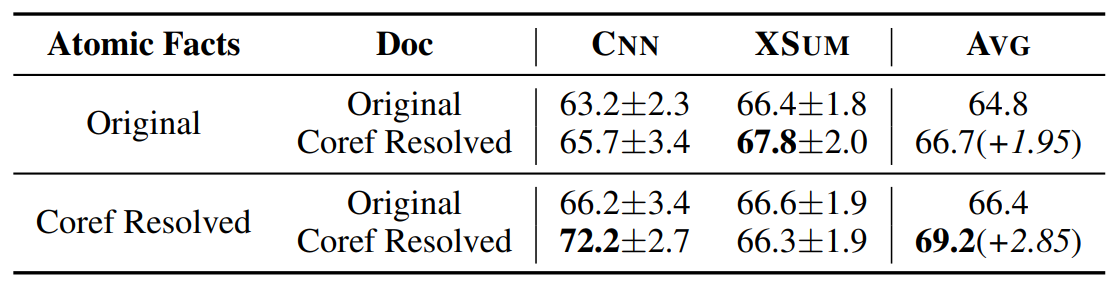 Atomic Facts Doc CNN XSUM AVG
Original Original 63.2±2.3 66.4±1.8 64.8
Coref Resolved 65.7±3.4 67.8±2.0 66.7(+1.95)
Coref Resolved Original 66.2±3.4 66.6±1.9 66.4
Coref Resolved 72.2±2.7 66.3±1.9 69.2(+2.85)